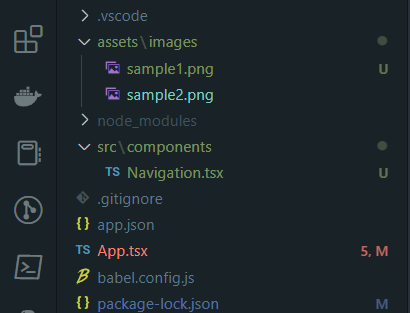 .vscode
assets\images
sample1.png U
sample2.png
node_modules
src\components
TS Navigation.tsx U
.gitignore
{ } app.json
TS App.tsx 5, M
babel.config.js
{ } package-lock.json M